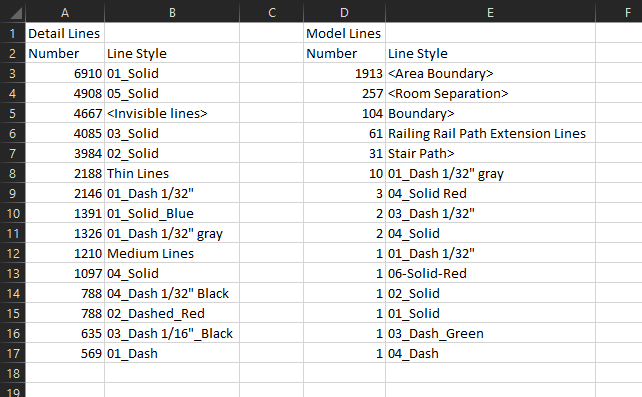 A B C D E F
1 Detail Lines Model Lines
2 Number Line Style Number Line Style
3 6910 01_Solid 1913 <Area Boundary>
4 4908 05_Solid 257 <Room Separation>
5 4667 <Invisible lines> 104 Boundary>
6 4085 03_Solid 61 Railing Rail Path Extension Lines
7 3984 02_Solid 31 Stair Path>
8 2188 Thin Lines 10 01_Dash 1/32" gray
9 2146 01_Dash 1/32" 3 04_Solid Red
10 1391 01_Solid_Blue 2 03_Dash 1/32"
11 1326 01_Dash 1/32" gray 2 04_Solid
12 1210 Medium Lines 1 01_Dash 1/32"
13 1097 04_Solid 1 06-Solid-Red
14 788 04_Dash 1/32" Black 1 02_Solid
15 788 02_Dashed_Red 1 01_Solid
16 635 03_Dash 1/16"_Black 1 03_Dash_Green
17 569 01_Dash 1 04_Dash
18
19